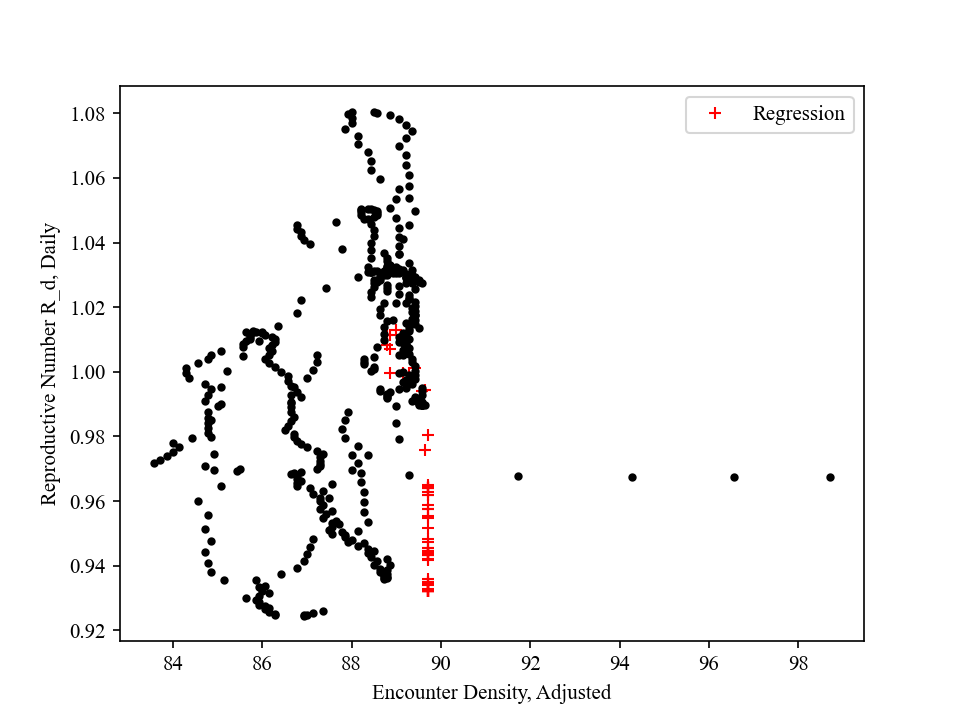 Regression
1.08
1.06
1.04
1.02
1.00
0.98
0.96
0.94
0.92
Reproductive Number R_d, Daily
84 86 88 90 92 94 96 98
Encounter Density, Adjusted